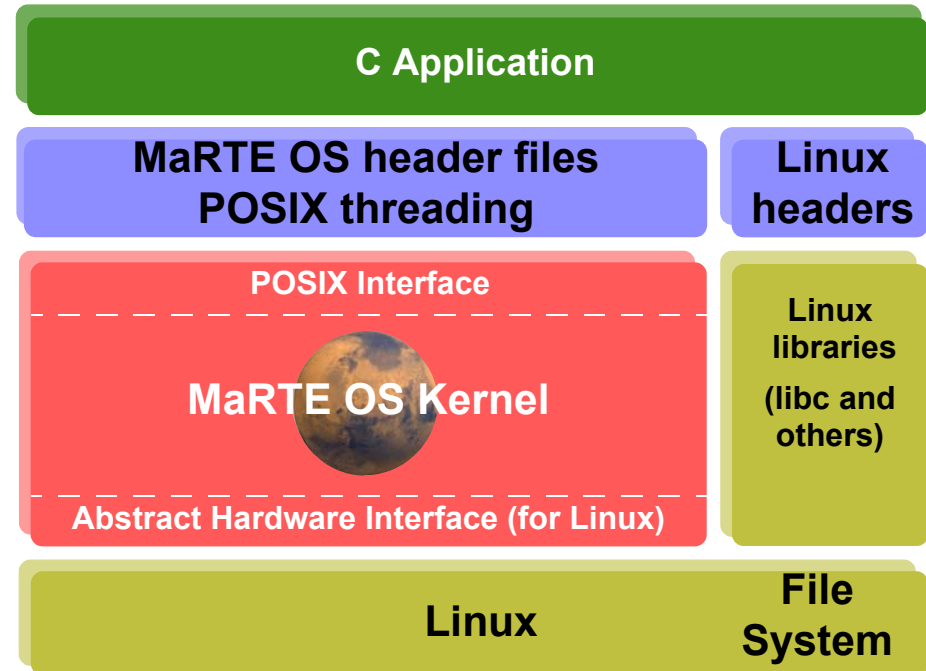 C Application
MaRTE OS header files
POSIX threading
Linux
headers
POSIX Interface
MaRTE OS Kernel
Abstract Hardware Interface (for Linux)
Linux
libraries
(libc and
others)
Linux
File
System